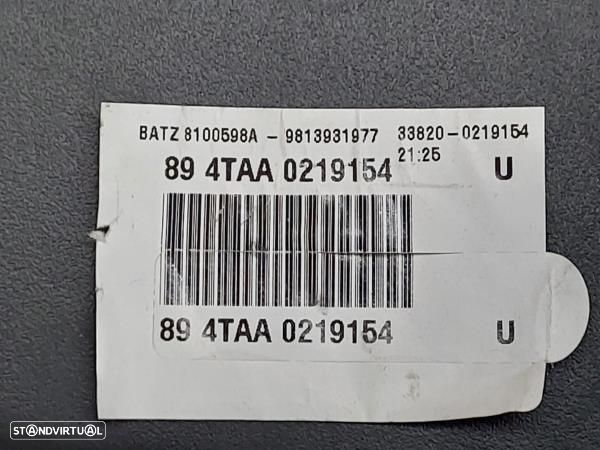 BATZ 8100598A - 9813931977 33820-0219154
21:25
89 4TAA 0219154 U
89 4TAA 0219154 U
STANDVIRTUAL